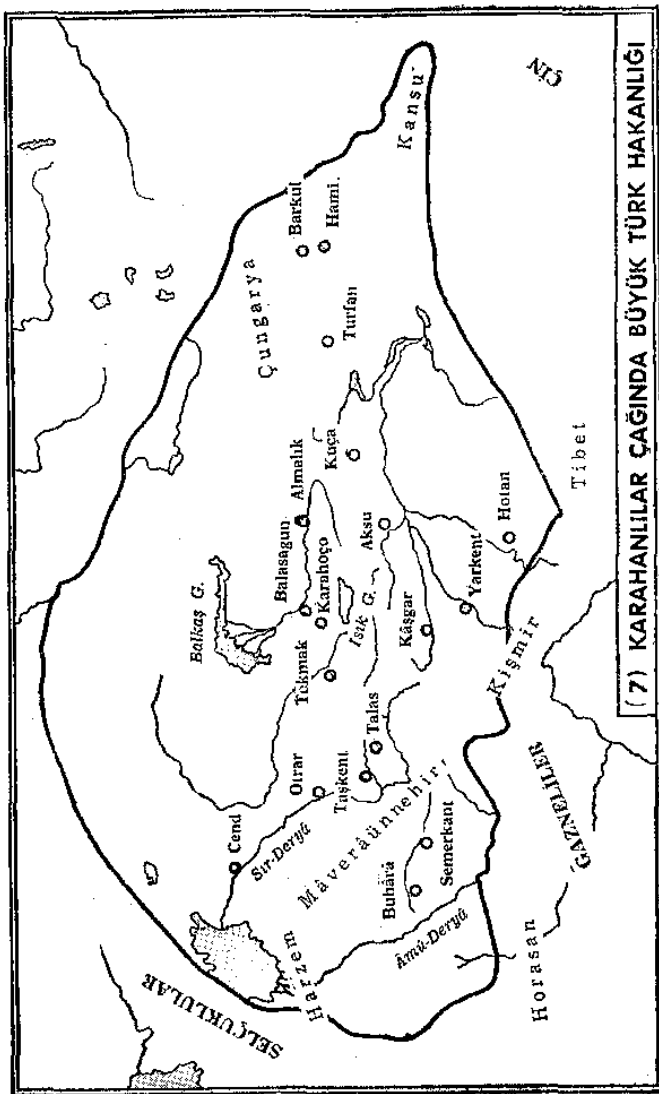 (7) KARAHANLILAR ÇAĞINDA BÜYÜK TÜRK HAKANLIĞI
ÇİN
Kansu
Barkul
Hami.
Çungarya
Turfan
Almalık
Kuça
Balkaş G.
Balasagun
Karahoço
Isık G.
Aksu
Hotan
Tibet
Yarkent
Kâşgar
Kişmir
Tokmak
Talas
Otrar
Taşkent
Cend
Sır-Deryâ
Mâverâünnehir
Buhârâ
Semerkant
Âmû-Deryâ
Harzem
SELÇUKLULAR
GAZNELİLER
Horasan